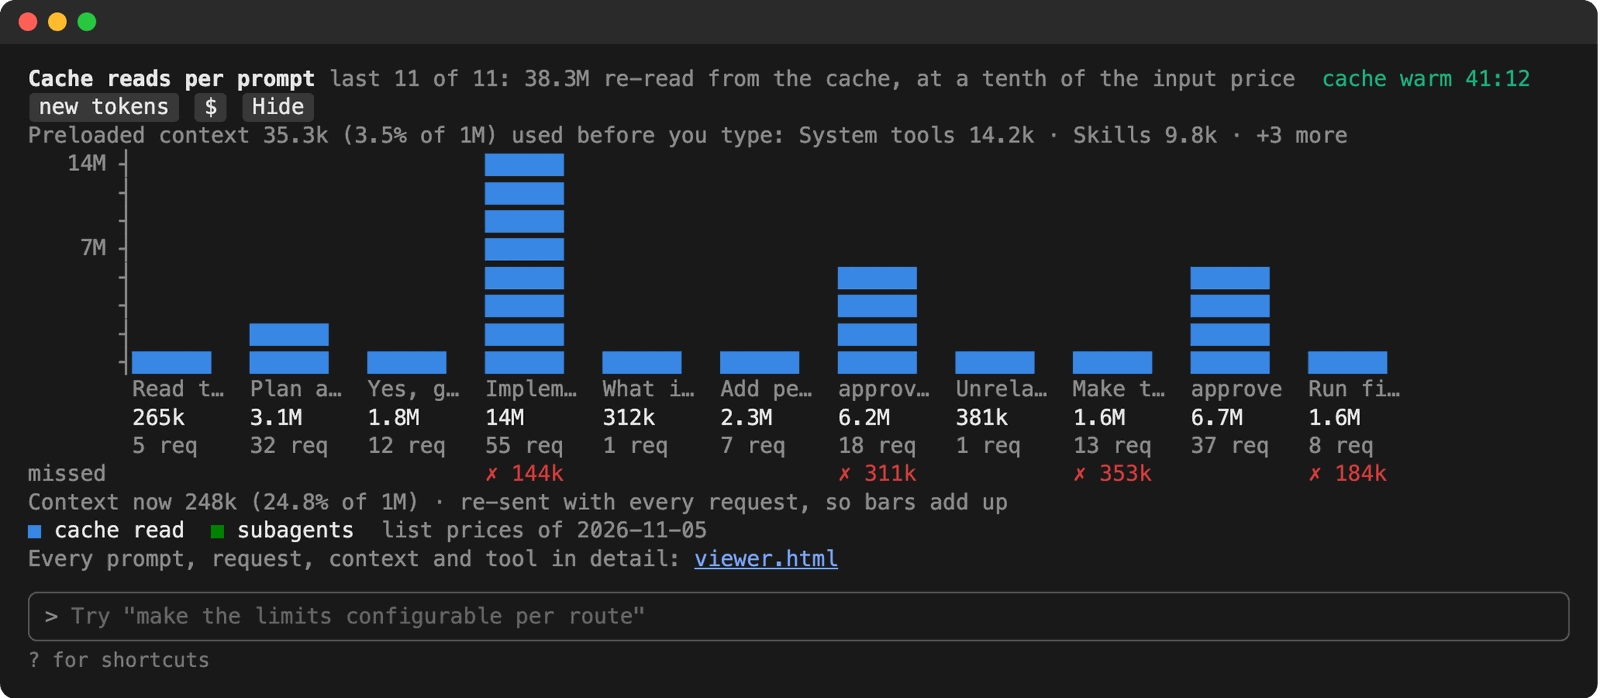 Cache reads per prompt last 11 of 11: 38.3M re-read from the cache, at a tenth of the input price cache warm 41:12
new tokens $ Hide
Preloaded context 35.3k (3.5% of 1M) used before you type: System tools 14.2k · Skills 9.8k · +3 more
14M
7M
Read t… Plan a… Yes, g… Implem… What i… Add pe… approv… Unrela… Make t… approve Run fi…
265k 3.1M 1.8M 14M 312k 2.3M 6.2M 381k 1.6M 6.7M 1.6M
5 req 32 req 12 req 55 req 1 req 7 req 18 req 1 req 13 req 37 req 8 req
missed ✗ 144k ✗ 311k ✗ 353k ✗ 184k
Context now 248k (24.8% of 1M) · re-sent with every request, so bars add up
cache read subagents list prices of 2026-11-05
Every prompt, request, context and tool in detail: viewer.html
> Try "make the limits configurable per route"
? for shortcuts